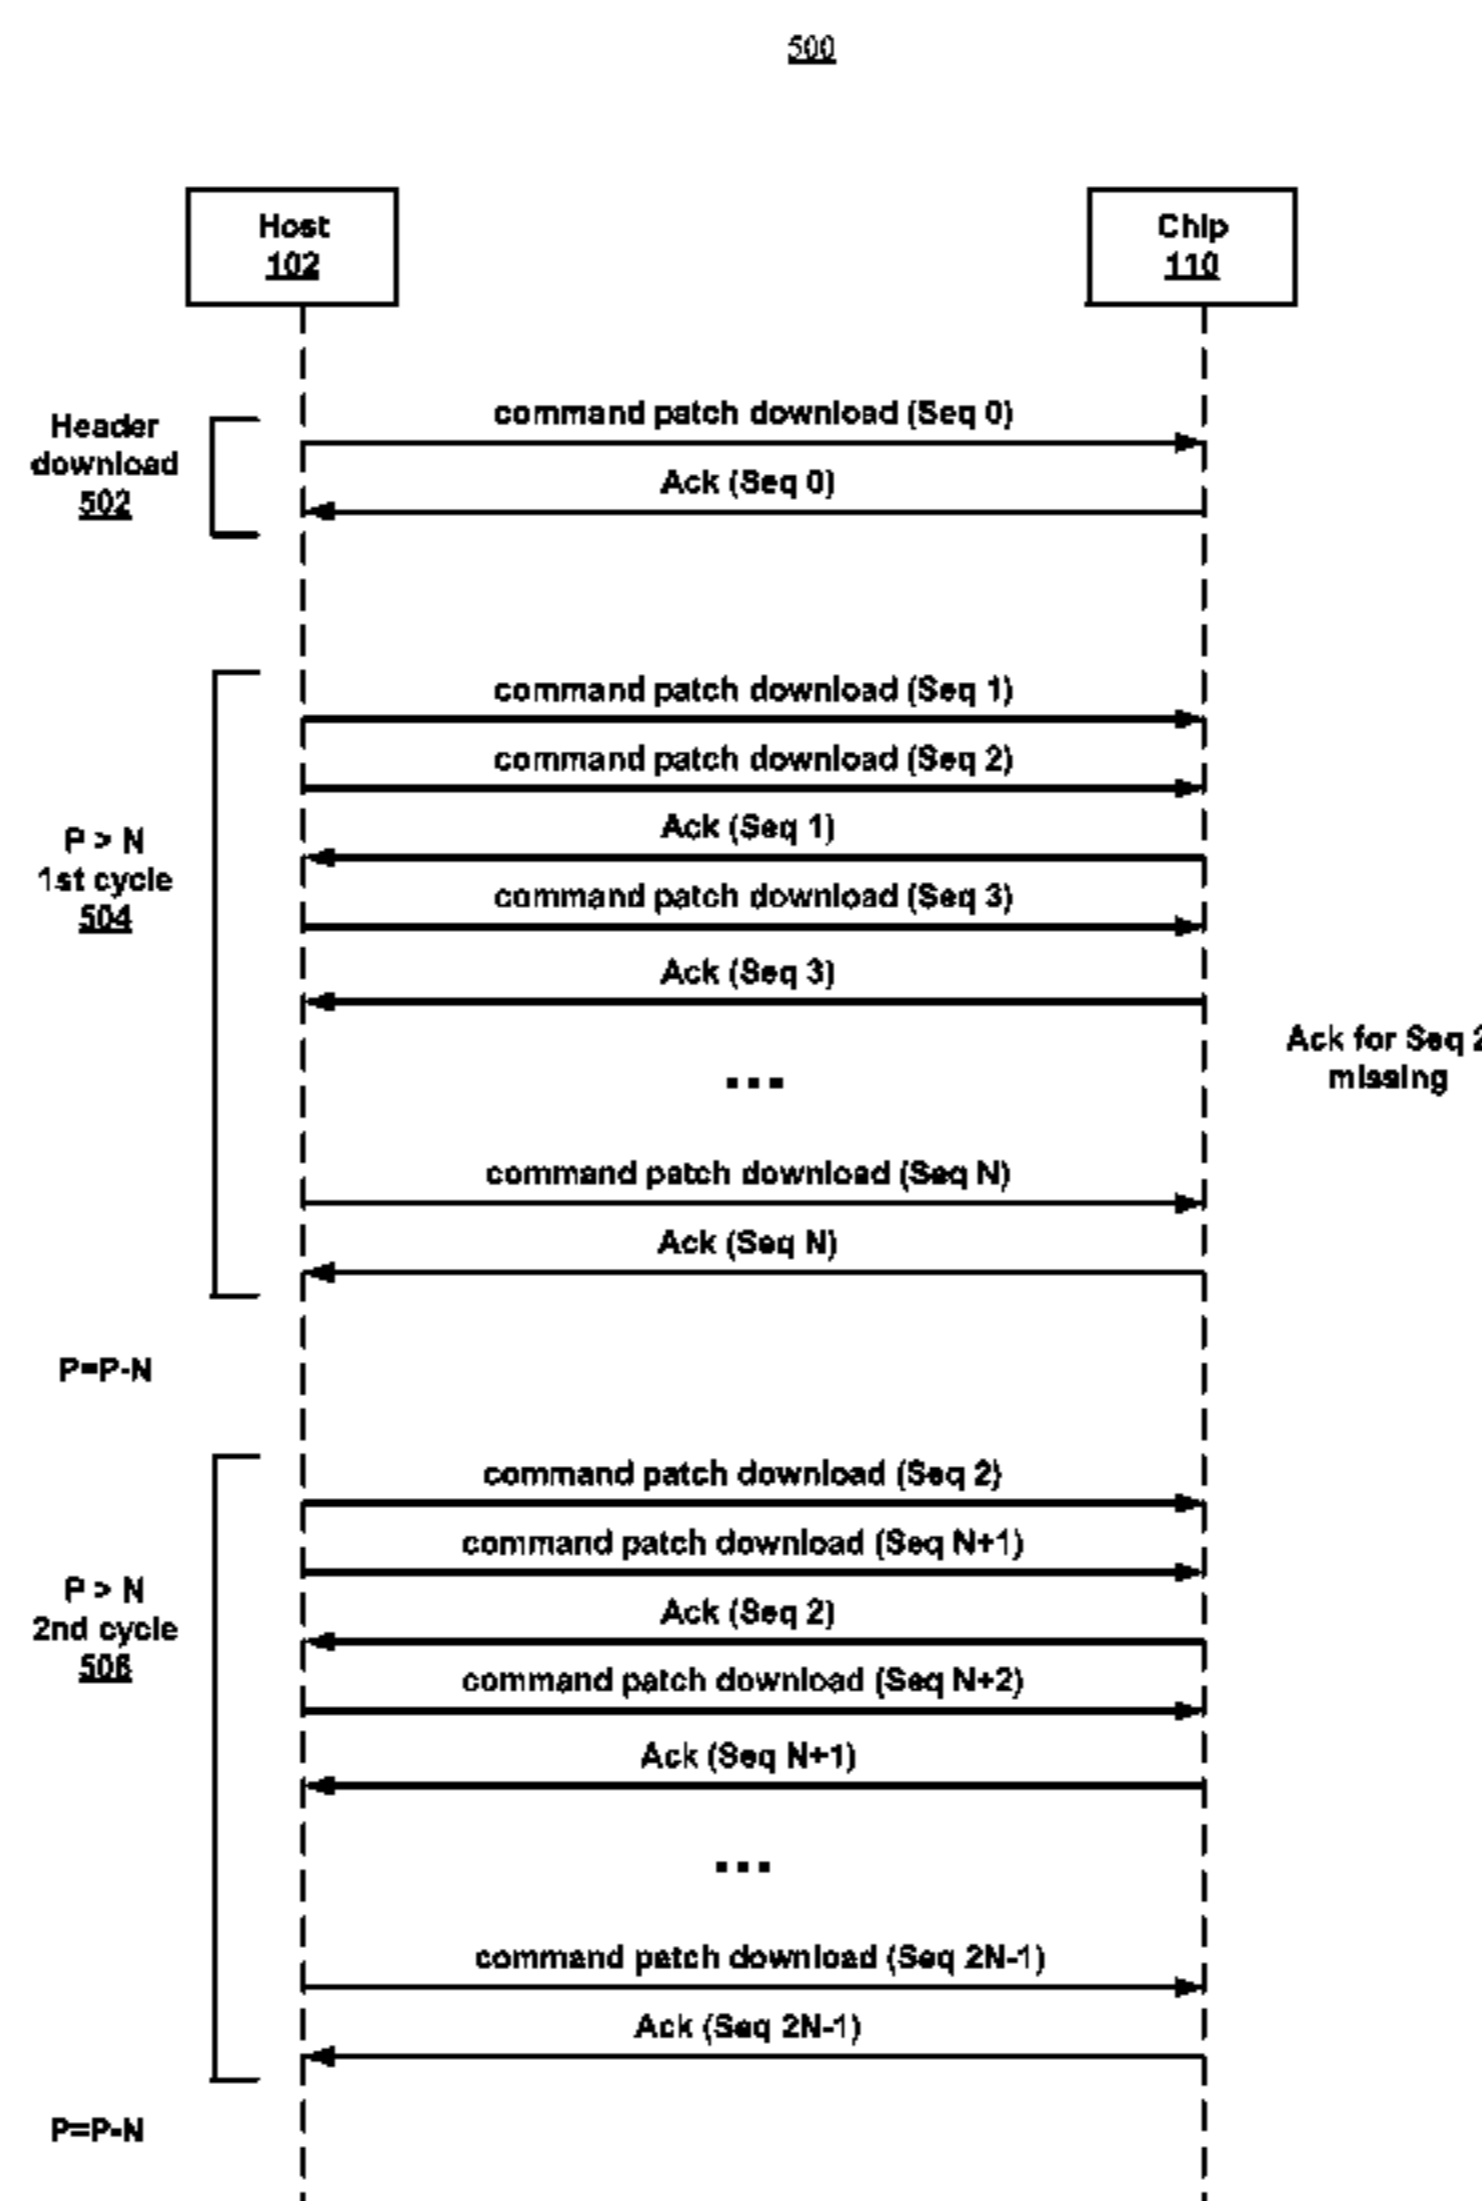 500
Host
102
Chip
110
Header
download
502
command patch download (Seq 0)
Ack (Seq 0)
P > N
1st cycle
504
command patch download (Seq 1)
command patch download (Seq 2)
Ack (Seq 1)
command patch download (Seq 3)
Ack (Seq 3)
Ack for Seq 2
missing
...
command patch download (Seq N)
Ack (Seq N)
P=P-N
P > N
2nd cycle
506
command patch download (Seq 2)
command patch download (Seq N+1)
Ack (Seq 2)
command patch download (Seq N+2)
Ack (Seq N+1)
...
command patch download (Seq 2N-1)
Ack (Seq 2N-1)
P=P-N